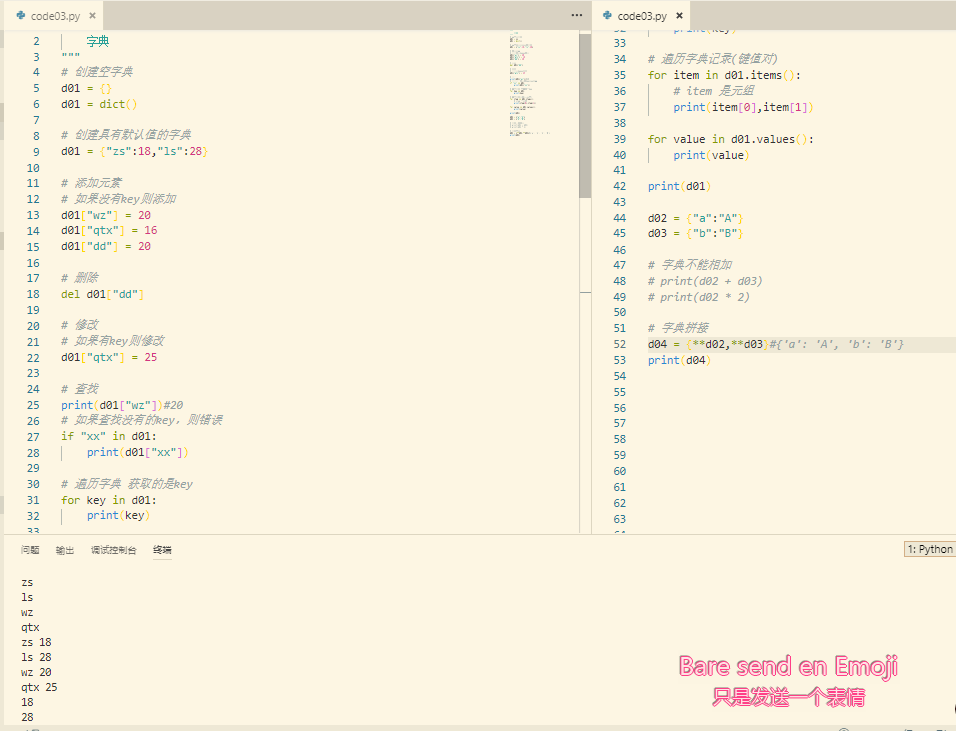 code03.py ×
2 字典
3 """
4 # 创建空字典
5 d01 = {}
6 d01 = dict()
7
8 # 创建具有默认值的字典
9 d01 = {"zs":18,"ls":28}
10
11 # 添加元素
12 # 如果没有key则添加
13 d01["wz"] = 20
14 d01["qtx"] = 16
15 d01["dd"] = 20
16
17 # 删除
18 del d01["dd"]
19
20 # 修改
21 # 如果有key则修改
22 d01["qtx"] = 25
23
24 # 查找
25 print(d01["wz"])#20
26 # 如果查找没有的key，则错误
27 if "xx" in d01:
28 print(d01["xx"])
29
30 # 遍历字典 获取的是key
31 for key in d01:
32 print(key)
33
··· code03.py ×
32 print(key)
33
34 # 遍历字典记录(键值对)
35 for item in d01.items():
36 # item 是元组
37 print(item[0],item[1])
38
39 for value in d01.values():
40 print(value)
41
42 print(d01)
43
44 d02 = {"a":"A"}
45 d03 = {"b":"B"}
46
47 # 字典不能相加
48 # print(d02 + d03)
49 # print(d02 * 2)
50
51 # 字典拼接
52 d04 = {**d02,**d03}#{'a': 'A', 'b': 'B'}
53 print(d04)
54
55
56
57
58
59
60
61
62
63
问题 输出 调试控制台 终端 1: Python
zs
ls
wz
qtx
zs 18
ls 28
wz 20
qtx 25
18
28
Bare send en Emoji
只是发送一个表情